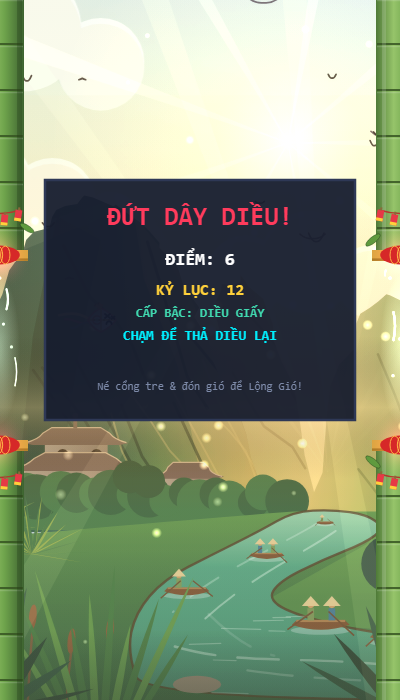 ĐỨT DÂY DIỀU!
ĐIỂM: 6
KỶ LỤC: 12
CẤP BẬC: DIỀU GIẤY
CHẠM ĐỂ THẢ DIỀU LẠI
Né cổng tre & đón gió để Lộng Gió!